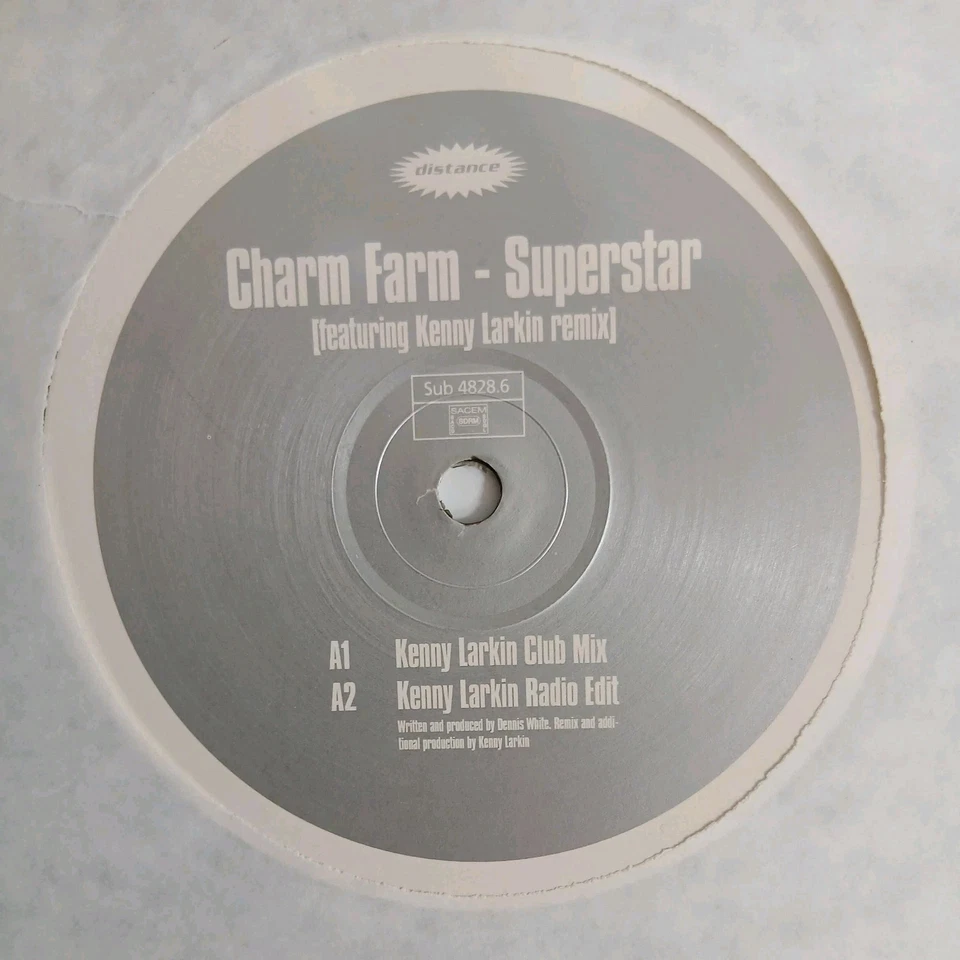 distance
Charm Farm - Superstar
[featuring Kenny Larkin remix]
Sub 4828.6
SACEM
SDRM
A1 Kenny Larkin Club Mix
A2 Kenny Larkin Radio Edit
Written and produced by Dennis White. Remix and addi-
tional production by Kenny Larkin